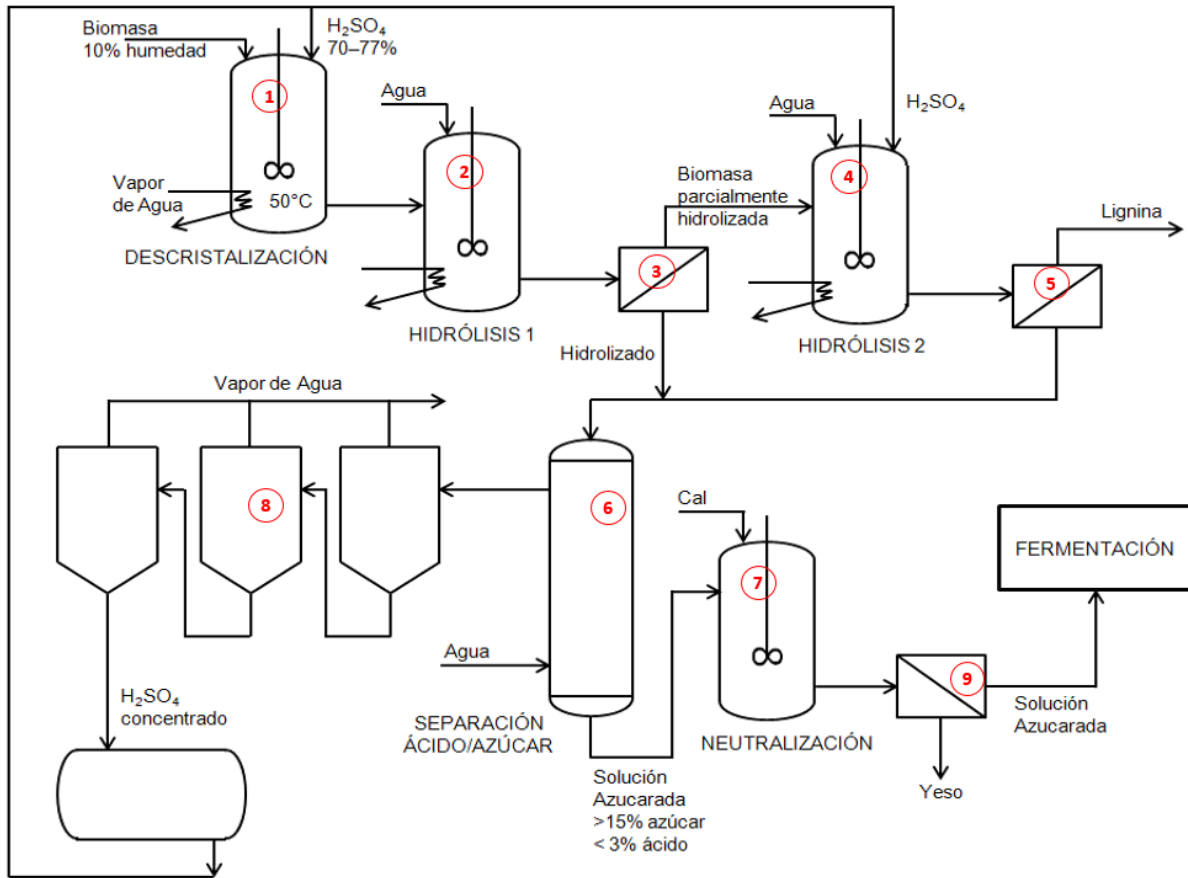 Biomasa
10% humedad
H₂SO₄
70–77%
1
Vapor
de Agua
50°C
DESCRISTALIZACIÓN
Agua
2
HIDRÓLISIS 1
3
Biomasa
parcialmente
hidrolizada
Hidrolizado
Agua
H₂SO₄
4
HIDRÓLISIS 2
Lignina
5
Vapor de Agua
8
H₂SO₄
concentrado
6
Agua
SEPARACIÓN
ÁCIDO/AZÚCAR
Solución
Azucarada
>15% azúcar
< 3% ácido
Cal
7
NEUTRALIZACIÓN
9
Yeso
Solución
Azucarada
FERMENTACIÓN